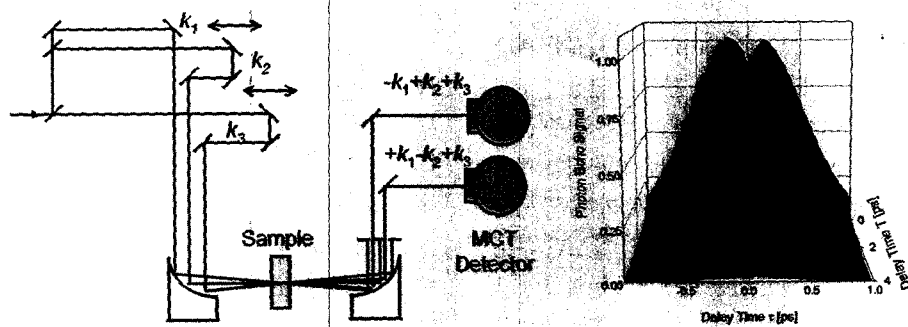 k₁
k₂
k₃
-k₁+k₂+k₃
+k₁-k₂+k₃
Sample
MCT
Detector
Photon Echo Signal
1.00
0.75
0.50
0.25
0.00
-0.5
0.0
0.5
1.0
Delay Time τ [ps]
0
2
4
Delay Time T [ps]